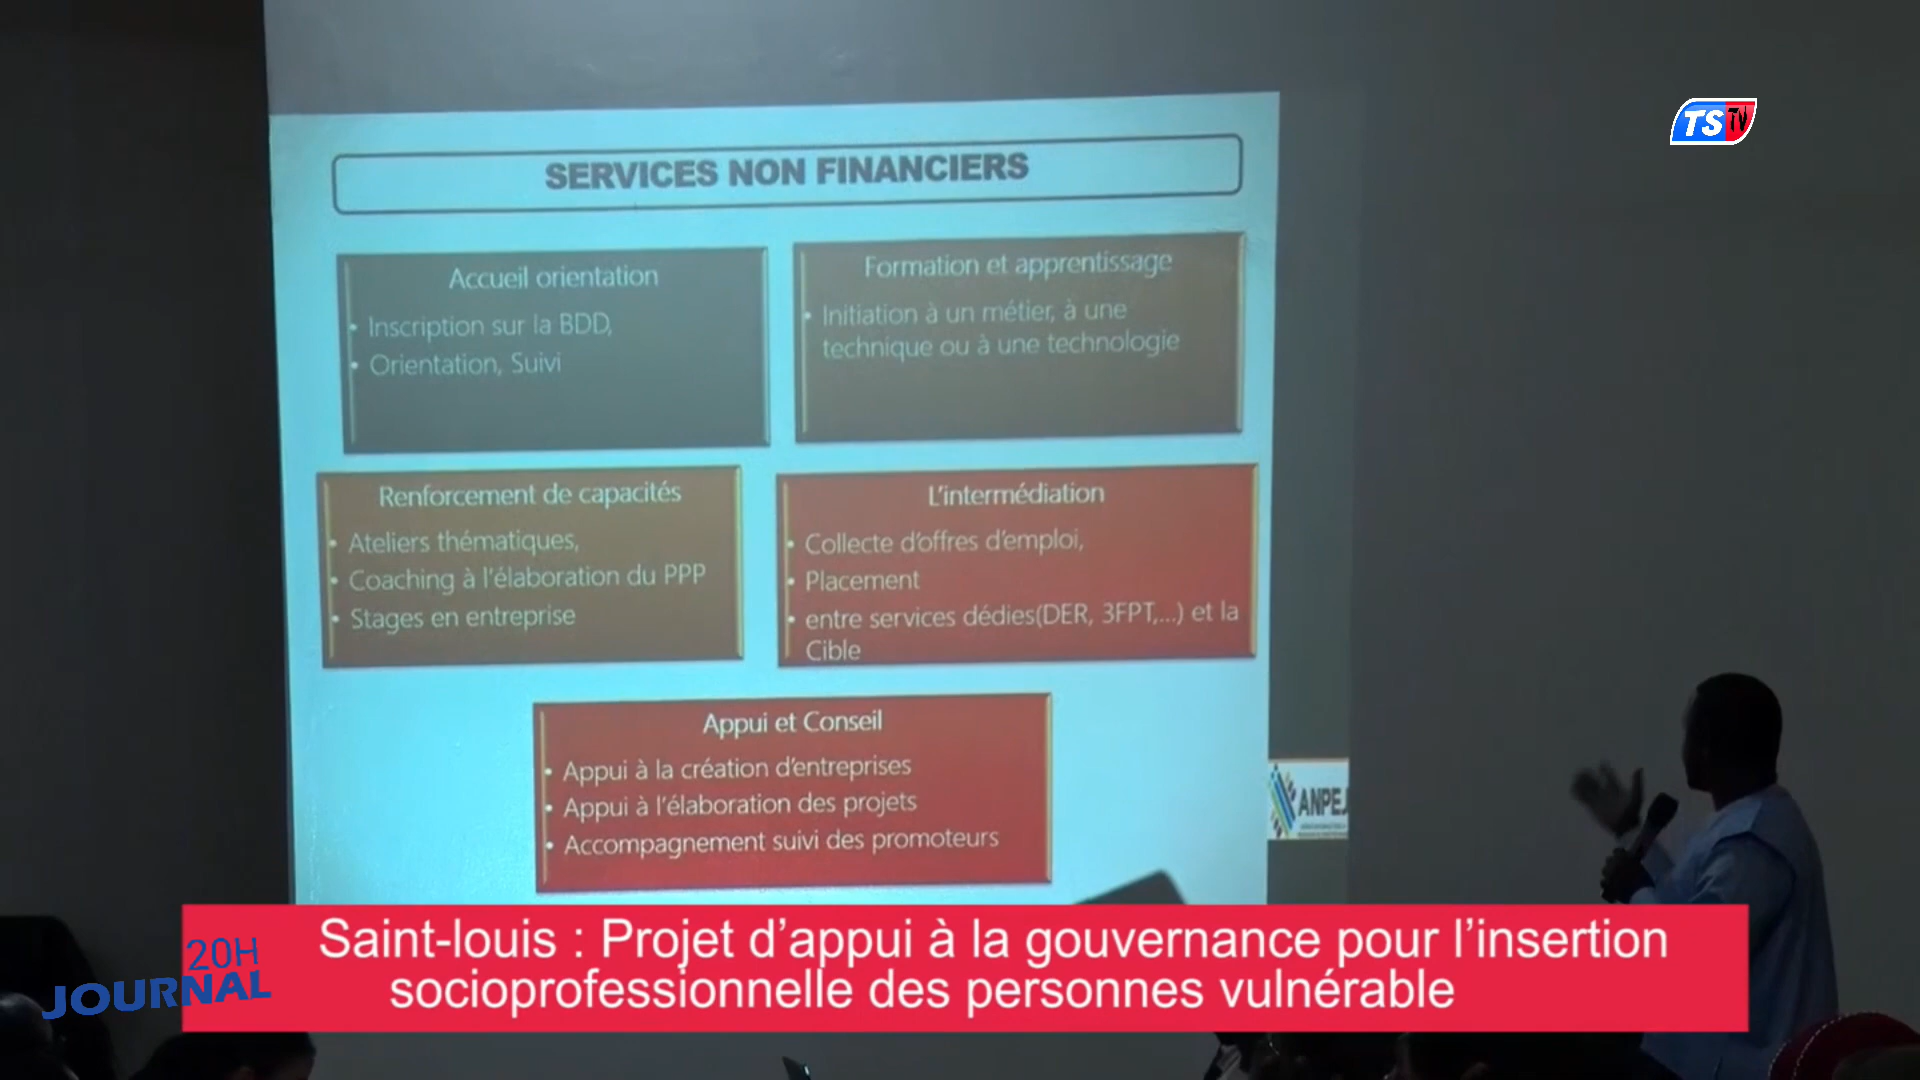 TSTV
SERVICES NON FINANCIERS
Accueil orientation
• Inscription sur la BDD,
• Orientation, Suivi
Formation et apprentissage
• Initiation à un métier, à une
technique ou à une technologie
Renforcement de capacités
• Ateliers thématiques,
• Coaching à l'élaboration du PPP
• Stages en entreprise
L'intermédiation
• Collecte d'offres d'emploi,
• Placement
• entre services dédies(DER, 3FPT,...) et la
Cible
Appui et Conseil
• Appui à la création d'entreprises
• Appui à l'élaboration des projets
• Accompagnement suivi des promoteurs
ANPEJ
20H
JOURNAL
Saint-louis : Projet d'appui à la gouvernance pour l'insertion
socioprofessionnelle des personnes vulnérable